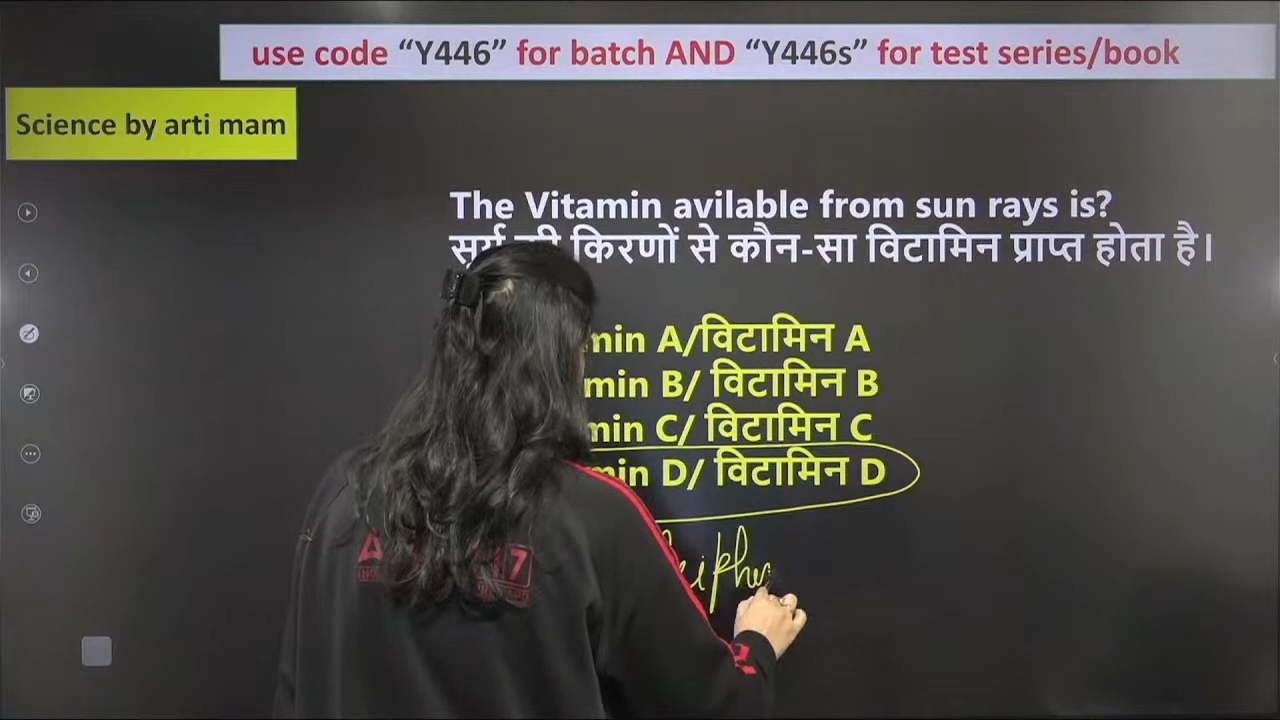 use code “Y446” for batch AND “Y446s” for test series/book
Science by arti mam
The Vitamin avilable from sun rays is?
किरणों से कौन-सा विटामिन प्राप्त होता है।
min A/विटामिन A
min B/ विटामिन B
min C/ विटामिन C
min D/ विटामिन D
7